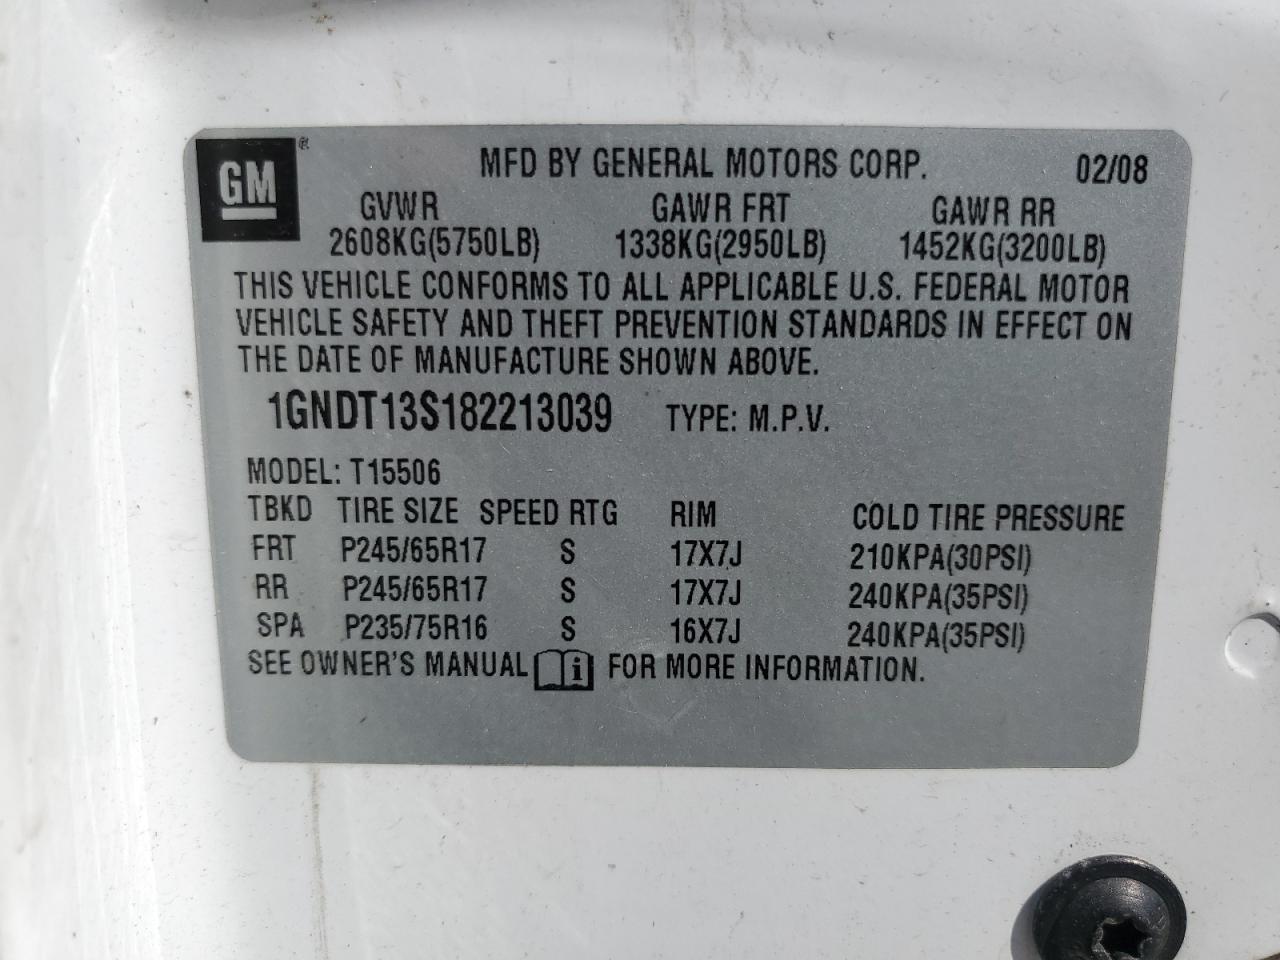 GM ®
MFD BY GENERAL MOTORS CORP. 02/08
GVWR GAWR FRT GAWR RR
2608KG(5750LB) 1338KG(2950LB) 1452KG(3200LB)
THIS VEHICLE CONFORMS TO ALL APPLICABLE U.S. FEDERAL MOTOR
VEHICLE SAFETY AND THEFT PREVENTION STANDARDS IN EFFECT ON
THE DATE OF MANUFACTURE SHOWN ABOVE.
1GNDT13S182213039 TYPE: M.P.V.
MODEL: T15506
TBKD TIRE SIZE SPEED RTG RIM COLD TIRE PRESSURE
FRT P245/65R17 S 17X7J 210KPA(30PSI)
RR P245/65R17 S 17X7J 240KPA(35PSI)
SPA P235/75R16 S 16X7J 240KPA(35PSI)
SEE OWNER'S MANUAL i FOR MORE INFORMATION.